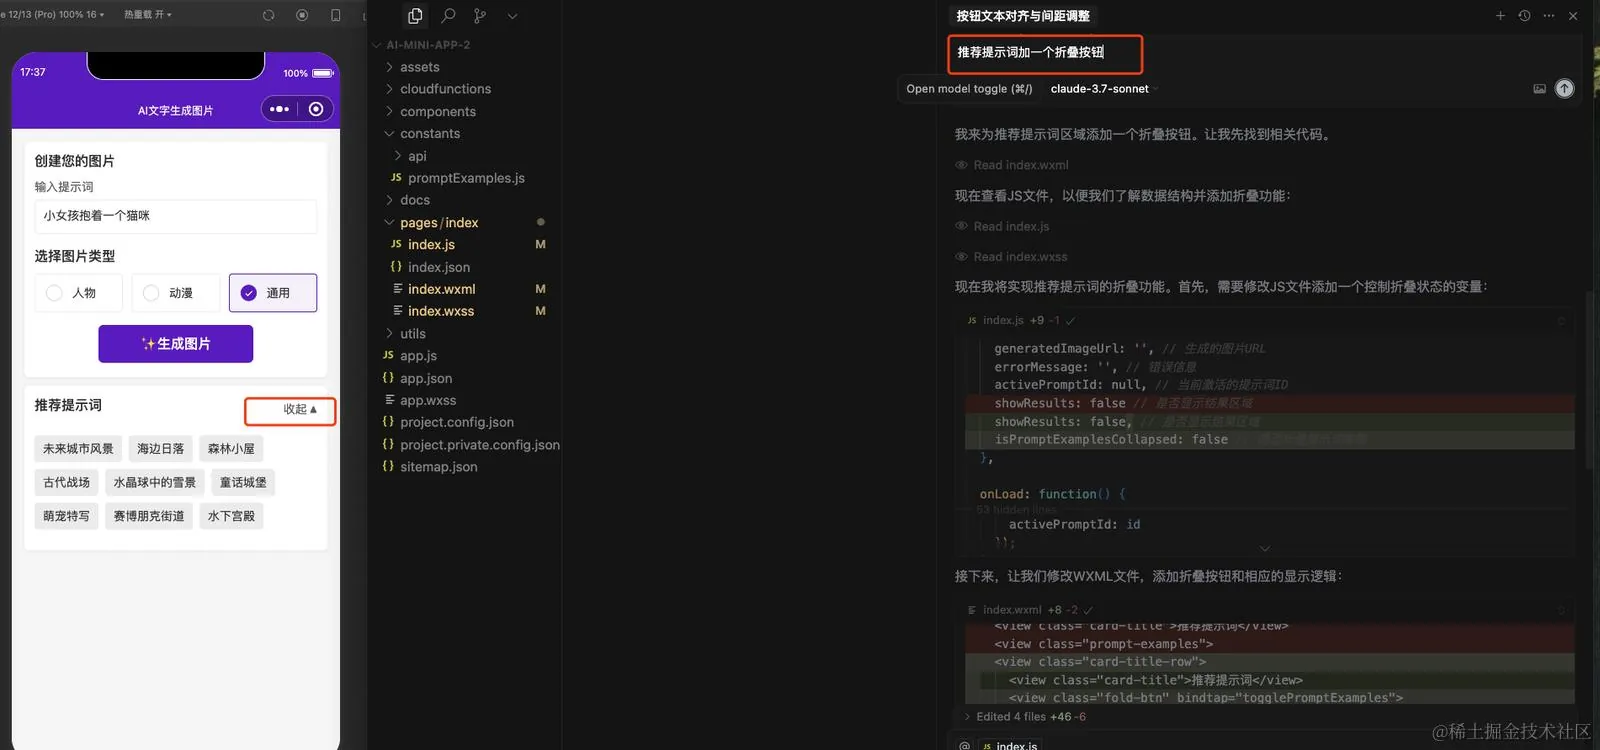 e 12/13 (Pro) 100% 16 ▾
热重载 开 ▾
17:37
100%
AI文字生成图片
创建您的图片
输入提示词
小女孩抱着一个猫咪
选择图片类型
人物
动漫
通用
✨生成图片
推荐提示词
收起▲
未来城市风景
海边日落
森林小屋
古代战场
水晶球中的雪景
童话城堡
萌宠特写
赛博朋克街道
水下宫殿
AI-MINI-APP-2
assets
cloudfunctions
components
constants
api
JS promptExamples.js
docs
pages/index
JS index.js M
{} index.json
index.wxml M
index.wxss M
utils
JS app.js
{} app.json
app.wxss
{} project.config.json
{} project.private.config.json
{} sitemap.json
按钮文本对齐与间距调整
推荐提示词加一个折叠按钮
Open model toggle (⌘/)
claude-3.7-sonnet
我来为推荐提示词区域添加一个折叠按钮。让我先找到相关代码。
Read index.wxml
现在查看JS文件，以便我们了解数据结构并添加折叠功能：
Read index.js
Read index.wxss
现在我将实现推荐提示词的折叠功能。首先，需要修改JS文件添加一个控制折叠状态的变量：
JS index.js +9 -1 ✓
generatedImageUrl: '', // 生成的图片URL
errorMessage: '', // 错误信息
activePromptId: null, // 当前激活的提示词ID
showResults: false // 是否显示结果区域
showResults: false, // 是否显示结果区域
isPromptExamplesCollapsed: false
},
onLoad: function() {
53 hidden lines
activePromptId: id
});
接下来，让我们修改WXML文件，添加折叠按钮和相应的显示逻辑：
index.wxml +8 -2 ✓
<view class="card-title">推荐提示词</view>
<view class="prompt-examples">
<view class="card-title-row">
<view class="card-title">推荐提示词</view>
<view class="fold-btn" bindtap="togglePromptExamples">
Edited 4 files +46 -6
@ JS index.js
@稀土掘金技术社区